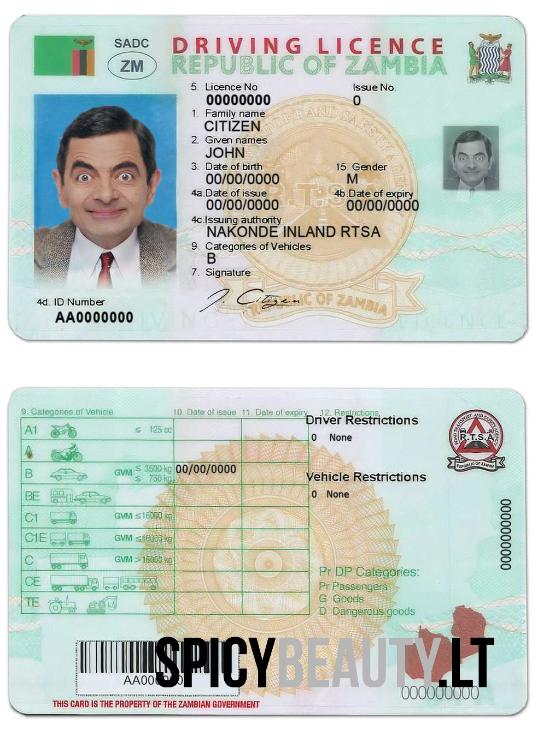 SADC
ZM
DRIVING LICENCE
REPUBLIC OF ZAMBIA
5. Licence No
Issue No.
00000000
0
1. Family name
CITIZEN
2. Given names
JOHN
3. Date of birth
15. Gender
00/00/0000
M
4a.Date of issue
4b.Date of expiry
00/00/0000
00/00/0000
4c.Issuing authority
NAKONDE INLAND RTSA
9. Categories of Vehicles
B
7. Signature
J. Citizen
4d. ID Number
AA0000000
9. Categories of Vehicle
10. Date of issue
11. Date of expiry
12. Restrictions
A1
≤ 125 cc
B
GVM ≤ 3500 kg
≤ 750 kg
00/00/0000
BE
C1
GVM ≤16000 kg
C1E
GVM ≤16000 kg
C
GVM >16000 kg
CE
TE
Driver Restrictions
0 None
Vehicle Restrictions
0 None
R.T.S.A
REPUBLIC OF ZAMBIA
0000000000
Pr DP Categories:
Pr Passengers
G Goods
D Dangerous goods
SPICYBEAUTY.LT
000000000
THIS CARD IS THE PROPERTY OF THE ZAMBIAN GOVERNMENT